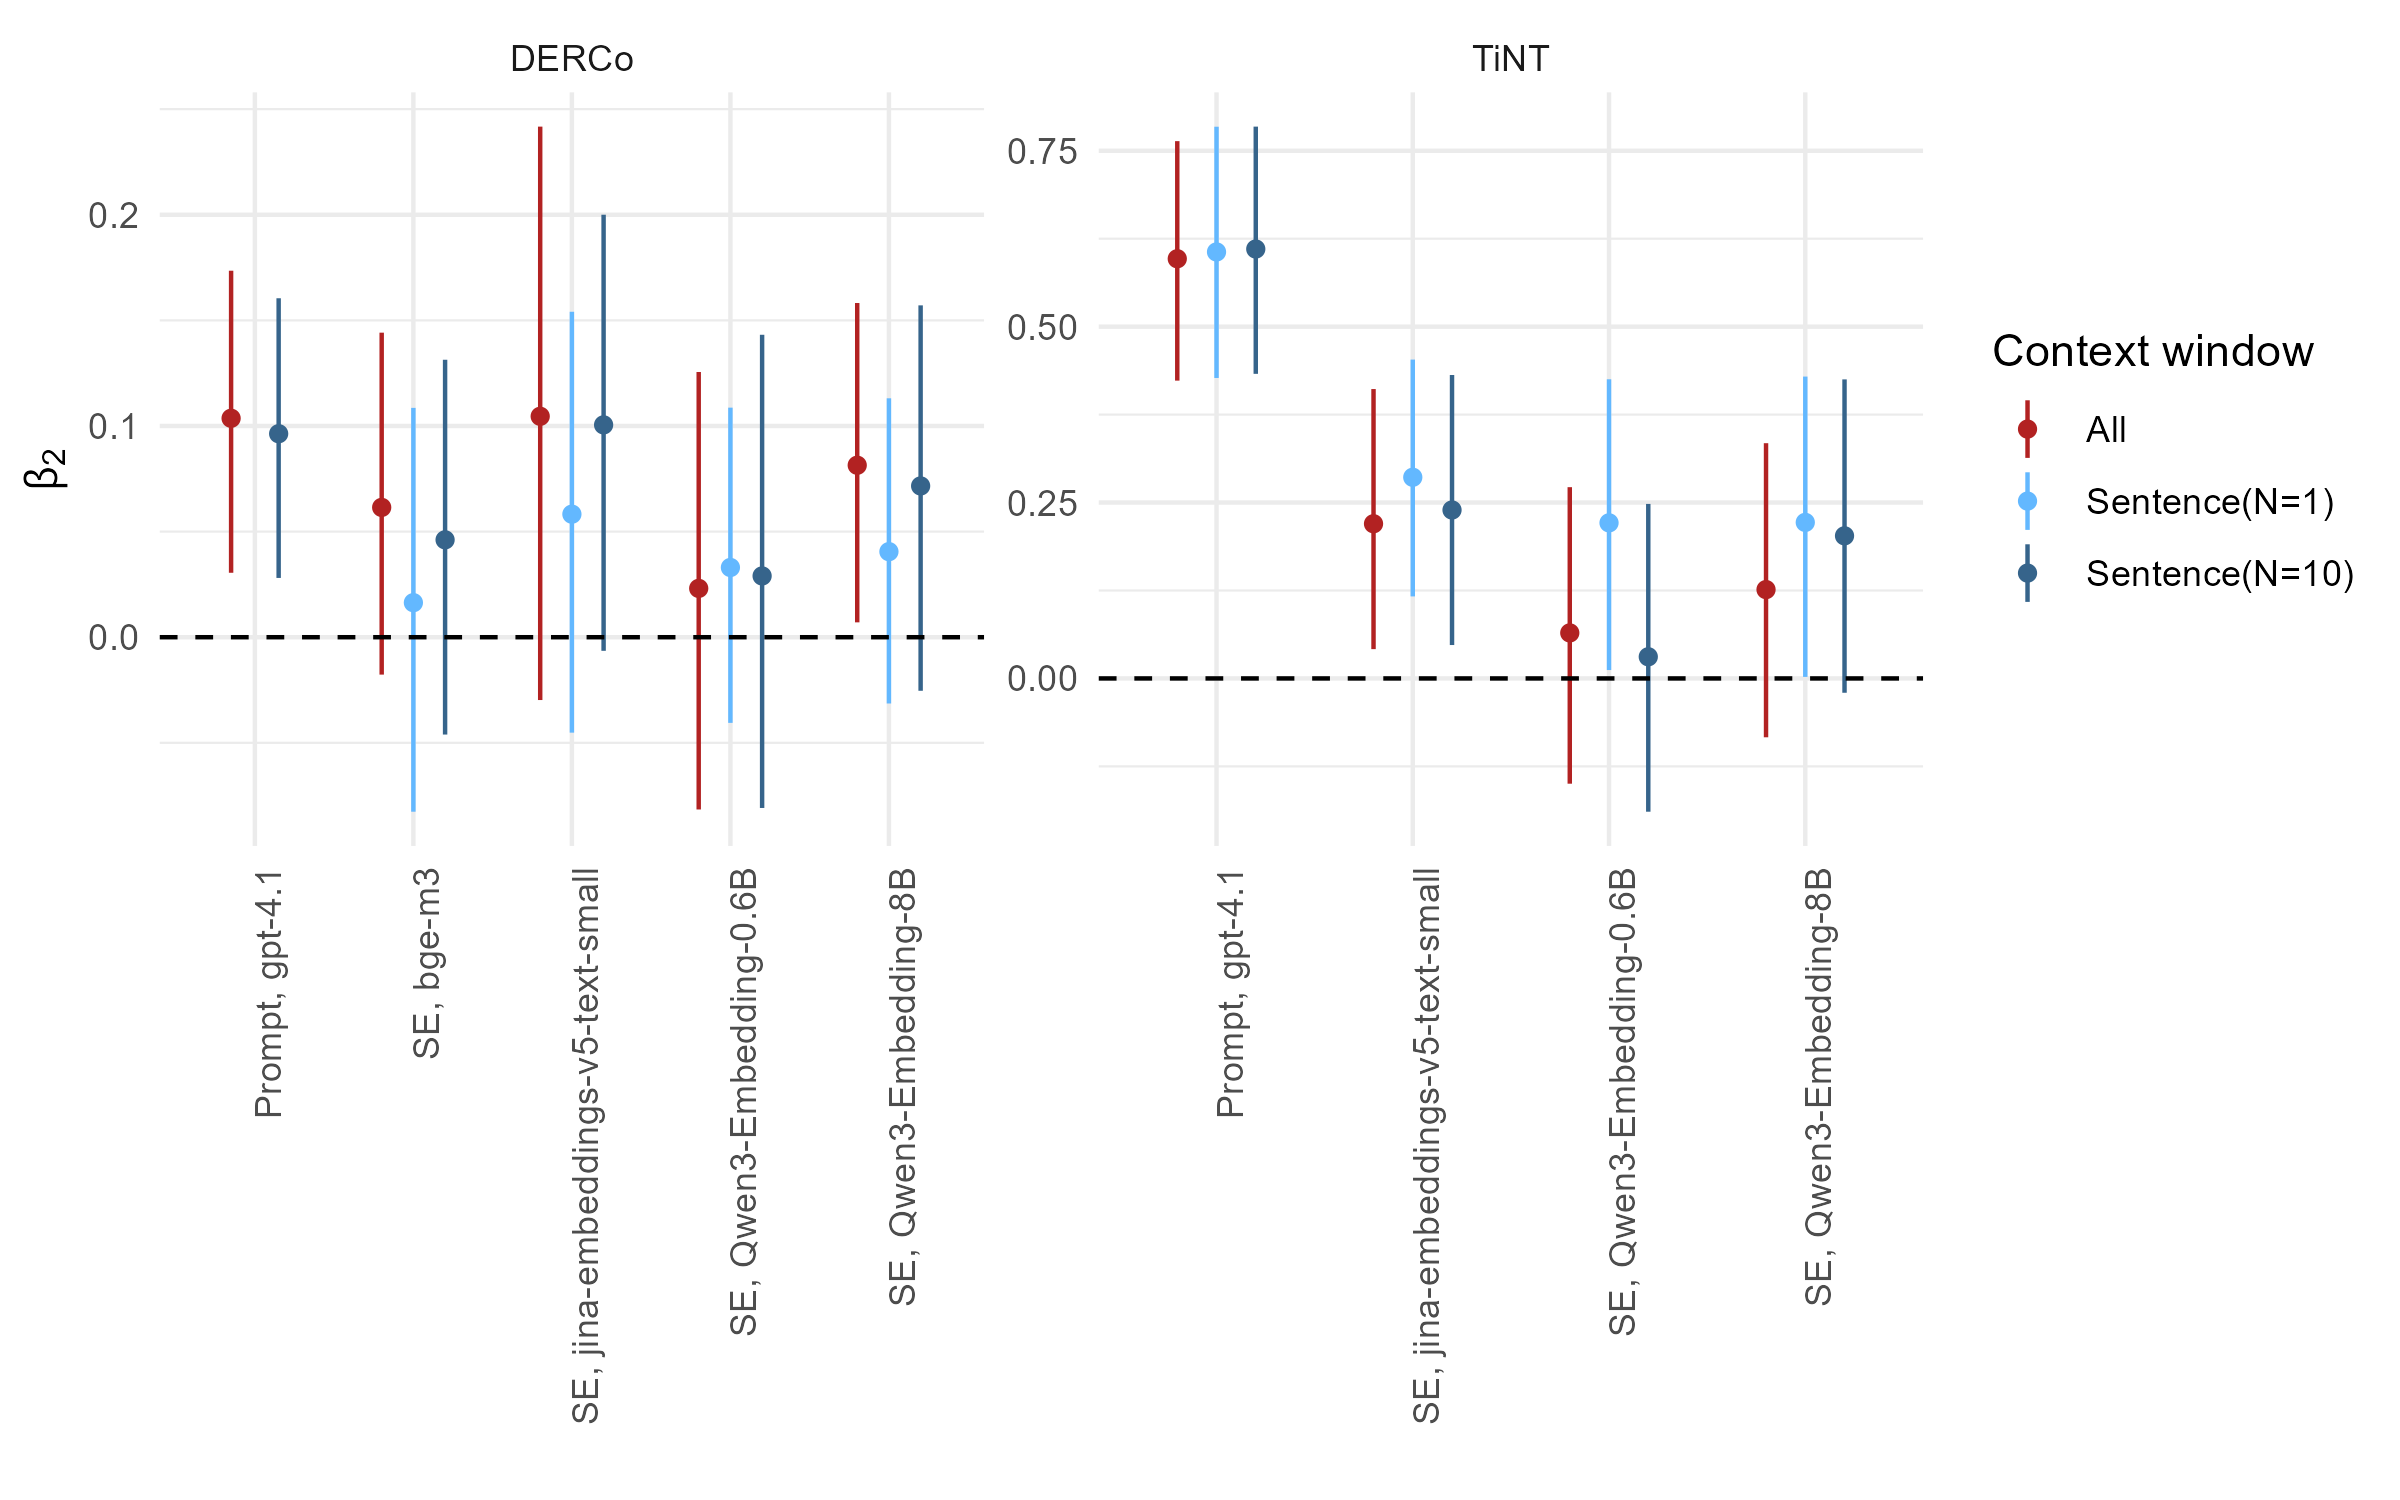 DERCo
TiNT
β2
0.2
0.1
0.0
0.75
0.50
0.25
0.00
Prompt, gpt-4.1
SE, bge-m3
SE, jina-embeddings-v5-text-small
SE, Qwen3-Embedding-0.6B
SE, Qwen3-Embedding-8B
Prompt, gpt-4.1
SE, jina-embeddings-v5-text-small
SE, Qwen3-Embedding-0.6B
SE, Qwen3-Embedding-8B
Context window
All
Sentence(N=1)
Sentence(N=10)